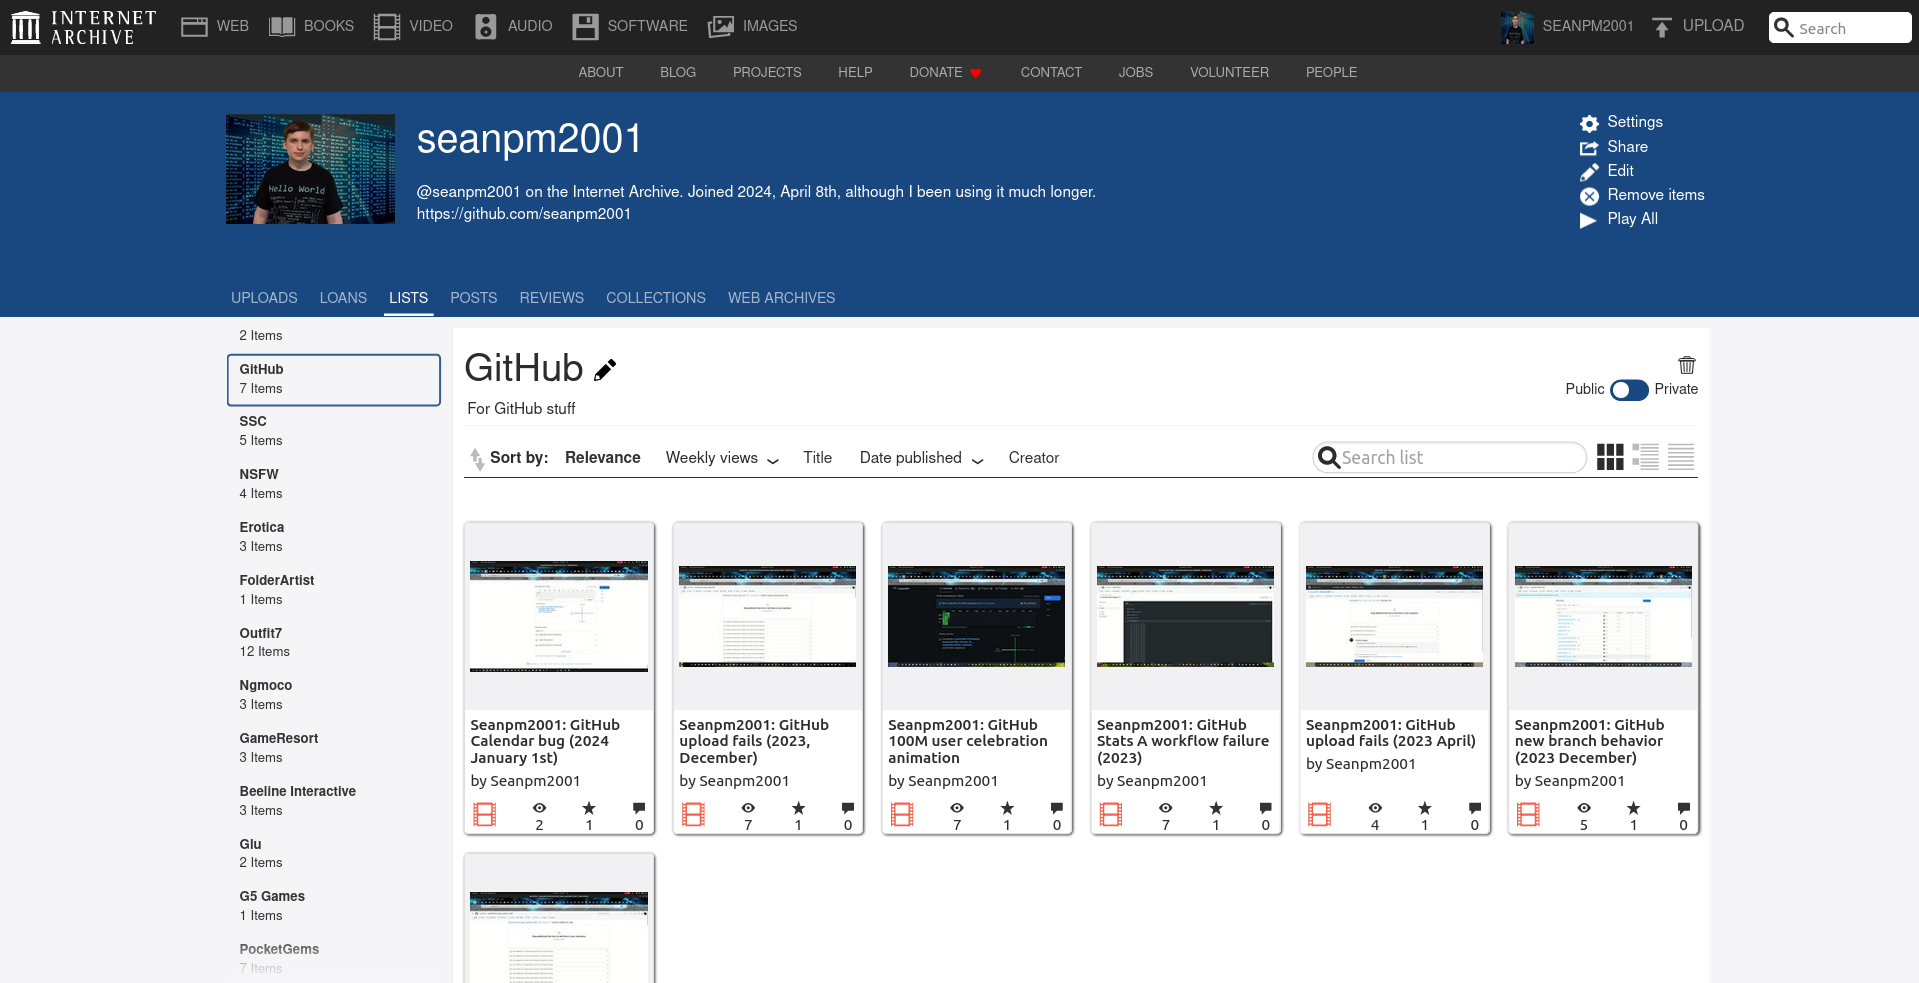 INTERNET ARCHIVE
WEB BOOKS VIDEO AUDIO SOFTWARE IMAGES
SEANPM2001 UPLOAD Search
ABOUT BLOG PROJECTS HELP DONATE CONTACT JOBS VOLUNTEER PEOPLE
Hello World
seanpm2001
@seanpm2001 on the Internet Archive. Joined 2024, April 8th, although I been using it much longer.
https://github.com/seanpm2001
Settings
Share
Edit
Remove items
Play All
UPLOADS LOANS LISTS POSTS REVIEWS COLLECTIONS WEB ARCHIVES
2 Items
GitHub
7 Items
SSC
5 Items
NSFW
4 Items
Erotica
3 Items
FolderArtist
1 Items
Outfit7
12 Items
Ngmoco
3 Items
GameResort
3 Items
Beeline Interactive
3 Items
Glu
2 Items
G5 Games
1 Items
PocketGems
7 Items
GitHub
For GitHub stuff
Public Private
Sort by: Relevance Weekly views Title Date published Creator
Search list
Seanpm2001: GitHub
Calendar bug (2024
January 1st)
by Seanpm2001
2 1 0
Seanpm2001: GitHub
upload fails (2023,
December)
by Seanpm2001
7 1 0
Seanpm2001: GitHub
100M user celebration
animation
by Seanpm2001
7 1 0
Seanpm2001: GitHub
Stats A workflow failure
(2023)
by Seanpm2001
7 1 0
Seanpm2001: GitHub
upload fails (2023 April)
by Seanpm2001
4 1 0
Seanpm2001: GitHub
new branch behavior
(2023 December)
by Seanpm2001
5 1 0